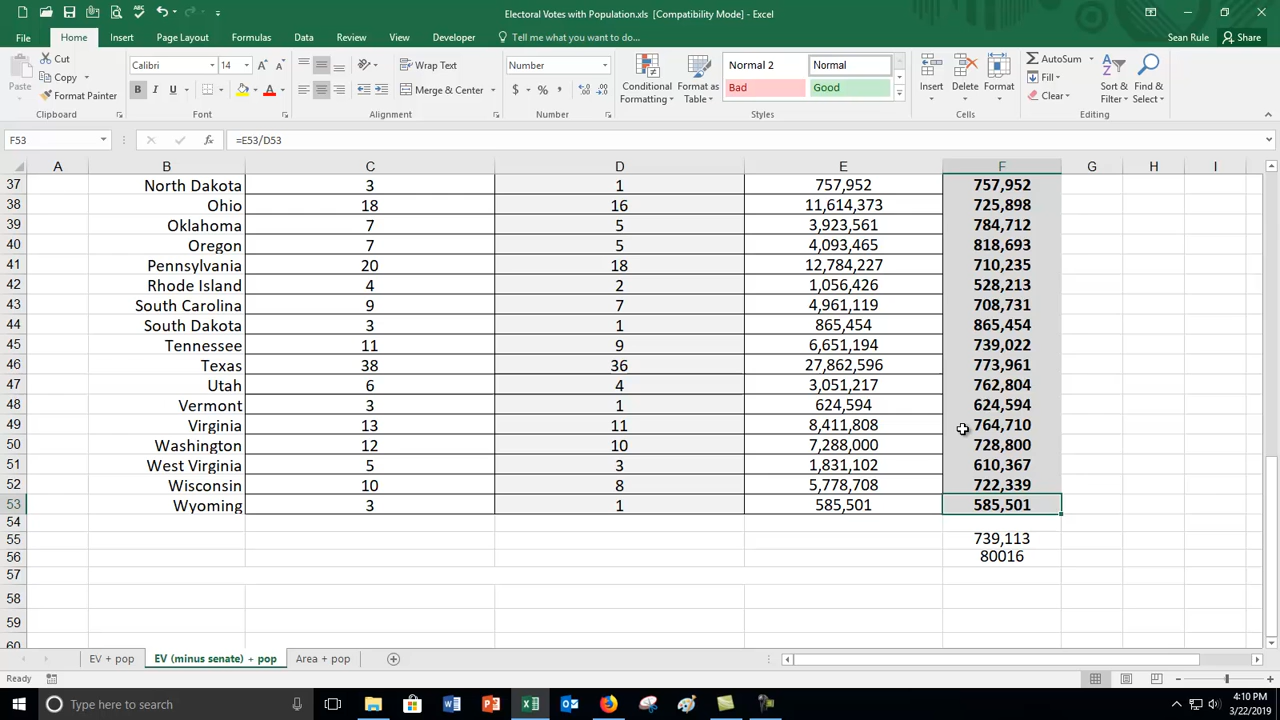 Electoral Votes with Population.xls [Compatibility Mode] - Excel
File Home Insert Page Layout Formulas Data Review View Developer Tell me what you want to do... Sean Rule Share
Paste Cut Copy Format Painter Clipboard
Calibri 14 B I U Font
Wrap Text Merge & Center Alignment
Number $ % , Number
Conditional Formatting Format as Table Normal 2 Normal Bad Good Styles
Insert Delete Format Cells
AutoSum Fill Clear Sort & Filter Find & Select Editing
F53 fx =E53/D53
A B C D E F G H I
37 North Dakota 3 1 757,952 757,952
38 Ohio 18 16 11,614,373 725,898
39 Oklahoma 7 5 3,923,561 784,712
40 Oregon 7 5 4,093,465 818,693
41 Pennsylvania 20 18 12,784,227 710,235
42 Rhode Island 4 2 1,056,426 528,213
43 South Carolina 9 7 4,961,119 708,731
44 South Dakota 3 1 865,454 865,454
45 Tennessee 11 9 6,651,194 739,022
46 Texas 38 36 27,862,596 773,961
47 Utah 6 4 3,051,217 762,804
48 Vermont 3 1 624,594 624,594
49 Virginia 13 11 8,411,808 764,710
50 Washington 12 10 7,288,000 728,800
51 West Virginia 5 3 1,831,102 610,367
52 Wisconsin 10 8 5,778,708 722,339
53 Wyoming 3 1 585,501 585,501
54
55 739,113
56 80016
57
58
59
60
EV + pop EV (minus senate) + pop Area + pop
Ready
Type here to search 4:10 PM
3/22/2019